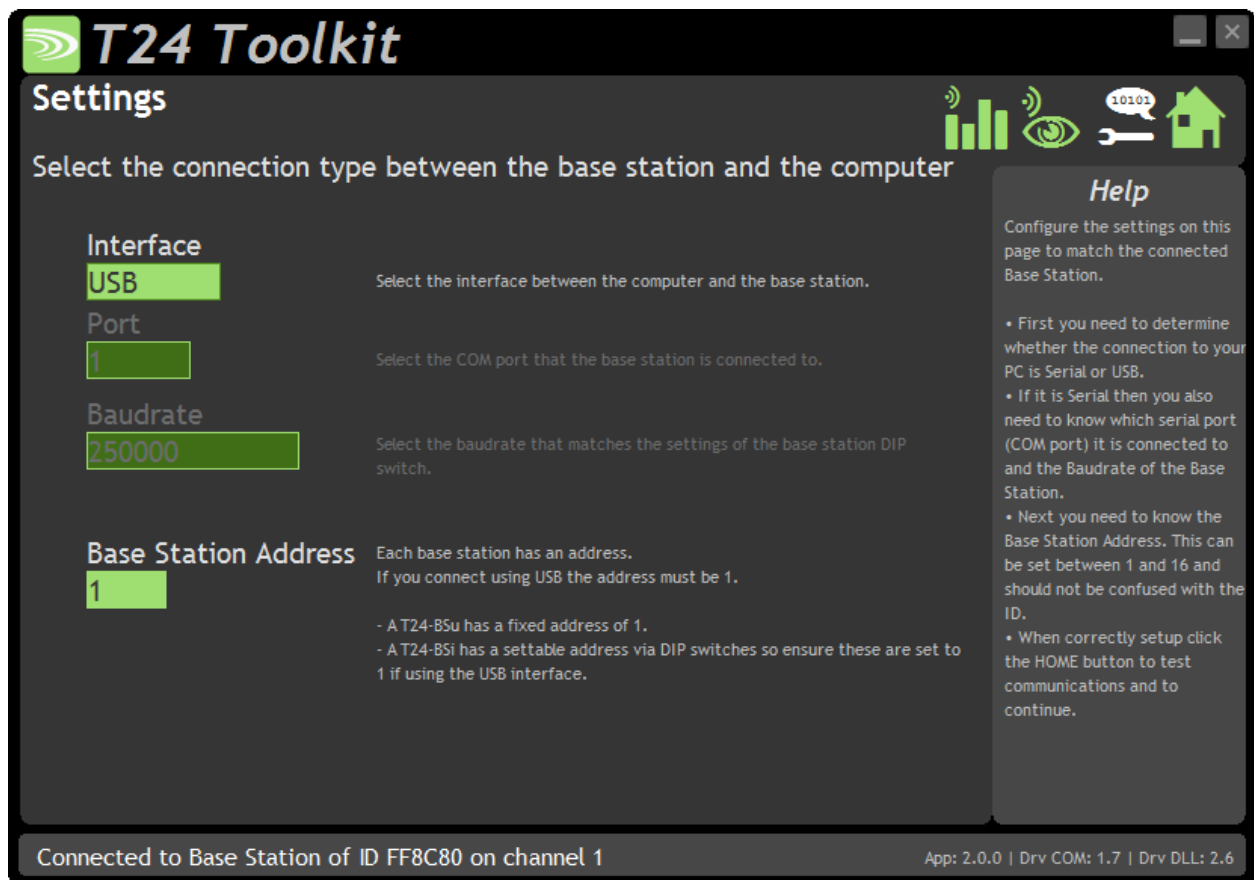 T24 Toolkit
Settings
10101
Select the connection type between the base station and the computer
Interface
USB
Select the interface between the computer and the base station.
Port
1
Select the COM port that the base station is connected to.
Baudrate
250000
Select the baudrate that matches the settings of the base station DIP
switch.
Base Station Address
1
Each base station has an address.
If you connect using USB the address must be 1.
- A T24-BSu has a fixed address of 1.
- A T24-BSi has a settable address via DIP switches so ensure these are set to
1 if using the USB interface.
Help
Configure the settings on this
page to match the connected
Base Station.
• First you need to determine
whether the connection to your
PC is Serial or USB.
• If it is Serial then you also
need to know which serial port
(COM port) it is connected to
and the Baudrate of the Base
Station.
• Next you need to know the
Base Station Address. This can
be set between 1 and 16 and
should not be confused with the
ID.
• When correctly setup click
the HOME button to test
communications and to
continue.
Connected to Base Station of ID FF8C80 on channel 1
App: 2.0.0 | Drv COM: 1.7 | Drv DLL: 2.6